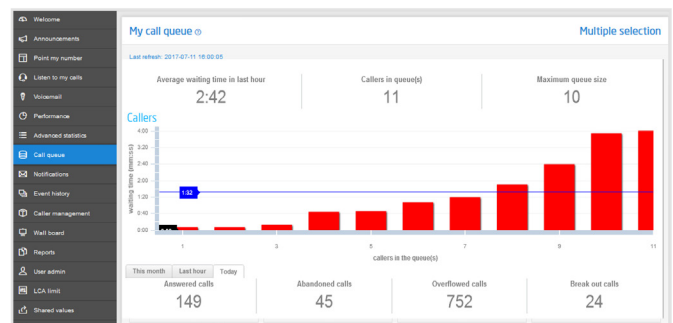 Welcome
Announcements
Point my number
Listen to my calls
Voicemail
Performance
Advanced statistics
Call queue
Notifications
Event history
Caller management
Wall board
Reports
User admin
LCA limit
Shared values
My call queue
Multiple selection
Last refresh: 2017-07-11 16:00:05
Average waiting time in last hour
Callers in queue(s)
Maximum queue size
2:42
11
10
Callers
waiting time (mm:ss)
4:00
3:20
2:40
2:00
1:20
0:40
0:00
1:32
1
3
5
7
9
11
callers in the queue(s)
This month
Last hour
Today
Answered calls
Abandoned calls
Overflowed calls
Break out calls
149
45
752
24